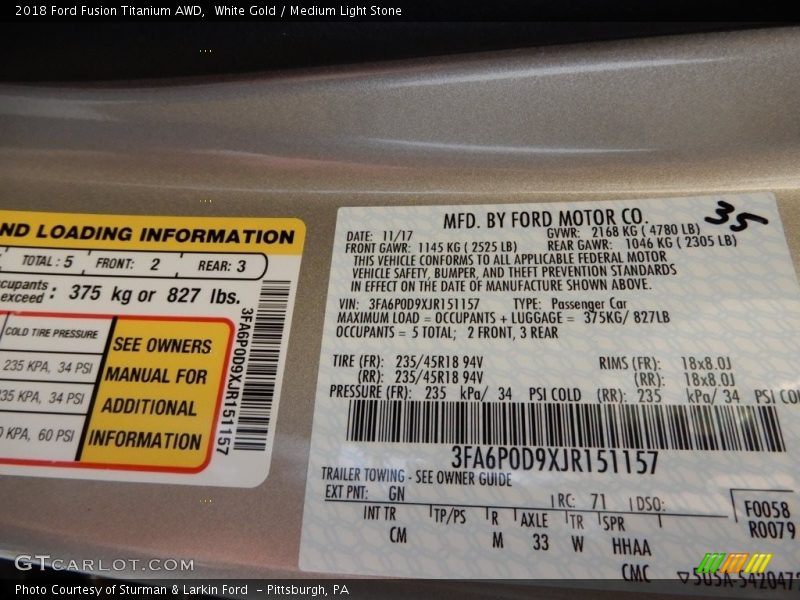 2018 Ford Fusion Titanium AWD,  White Gold / Medium Light Stone
ND LOADING INFORMATION
TOTAL : 5 FRONT: 2 REAR: 3
cupants
exceed : 375 kg or 827 lbs.
COLD TIRE PRESSURE
235 KPA, 34 PSI
235 KPA, 34 PSI
0 KPA, 60 PSI
SEE OWNERS
MANUAL FOR
ADDITIONAL
INFORMATION
3FA6P0D9XJR151157
35
MFD. BY FORD MOTOR CO.
DATE: 11/17 GVWR: 2168 KG ( 4780 LB)
FRONT GAWR: 1145 KG ( 2525 LB) REAR GAWR: 1046 KG ( 2305 LB)
THIS VEHICLE CONFORMS TO ALL APPLICABLE FEDERAL MOTOR
VEHICLE SAFETY, BUMPER, AND THEFT PREVENTION STANDARDS
IN EFFECT ON THE DATE OF MANUFACTURE SHOWN ABOVE.
VIN: 3FA6P0D9XJR151157 TYPE: Passenger Car
MAXIMUM LOAD = OCCUPANTS + LUGGAGE = 375KG/ 827LB
OCCUPANTS = 5 TOTAL; 2 FRONT, 3 REAR
TIRE (FR): 235/45R18 94V RIMS (FR): 18x8.0J
(RR): 235/45R18 94V (RR): 18x8.0J
PRESSURE (FR): 235 kPa/ 34 PSI COLD (RR): 235 kPa/ 34 PSI CO
3FA6P0D9XJR151157
TRAILER TOWING - SEE OWNER GUIDE
EXT PNT: GN RC: 71 DSO: F0058
INT TR TP/PS R AXLE TR SPR R0079
CM M 33 W HHAA
CMC
GTCARLOT.COM
Photo Courtesy of Sturman & Larkin Ford  - Pittsburgh, PA